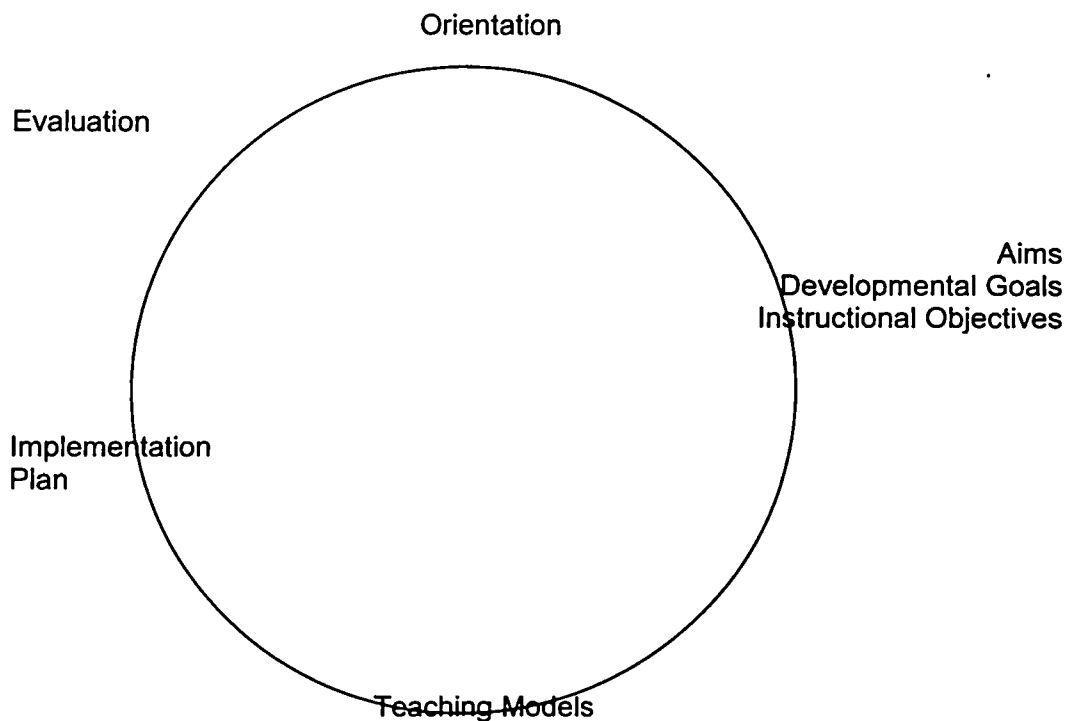 Orientation
Evaluation
Aims
Developmental Goals
Instructional Objectives
Implementation
Plan
Teaching Models